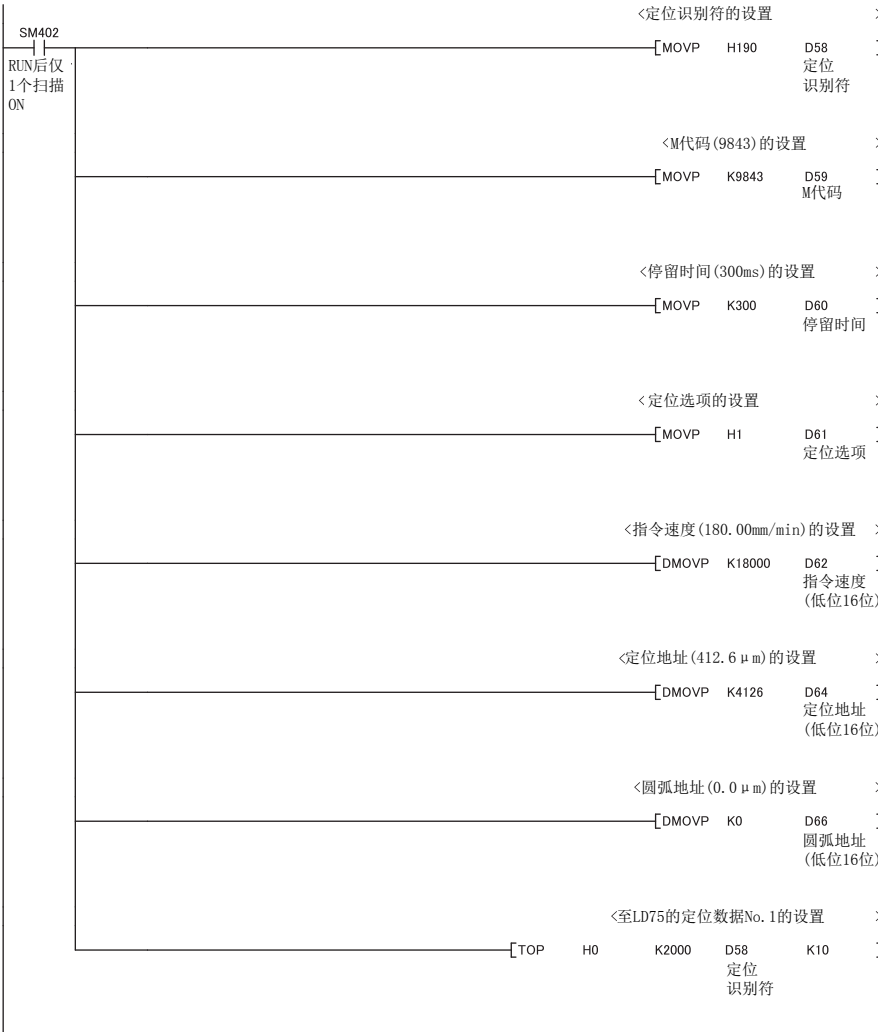 <定位识别符的设置 >
SM402
[MOVP H190 D58 ]
RUN后仅
1个扫描
ON
定位
识别符
<M代码(9843)的设置 >
[MOVP K9843 D59 ]
M代码
<停留时间(300ms)的设置 >
[MOVP K300 D60 ]
停留时间
<定位选项的设置 >
[MOVP H1 D61 ]
定位选项
<指令速度(180.00mm/min)的设置 >
[DMOVP K18000 D62 ]
指令速度
(低位16位)
<定位地址(412.6μm)的设置 >
[DMOVP K4126 D64 ]
定位地址
(低位16位)
<圆弧地址(0.0μm)的设置 >
[DMOVP K0 D66 ]
圆弧地址
(低位16位)
<至LD75的定位数据No.1的设置 >
[TOP H0 K2000 D58 K10 ]
定位
识别符